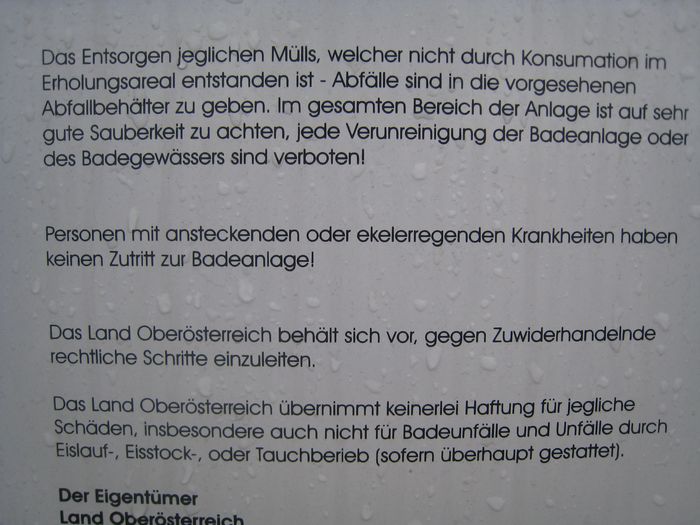 Das Entsorgen jeglichen Mülls, welcher nicht durch Konsumation im
Erholungsareal entstanden ist - Abfälle sind in die vorgesehenen
Abfallbehälter zu geben. Im gesamten Bereich der Anlage ist auf sehr
gute Sauberkeit zu achten, jede Verunreinigung der Badeanlage oder
des Badegewässers sind verboten!
Personen mit ansteckenden oder ekelerregenden Krankheiten haben
keinen Zutritt zur Badeanlage!
Das Land Oberösterreich behält sich vor, gegen Zuwiderhandelnde
rechtliche Schritte einzuleiten.
Das Land Oberösterreich übernimmt keinerlei Haftung für jegliche
Schäden, insbesondere auch nicht für Badeunfälle und Unfälle durch
Eislauf-, Eisstock-, oder Tauchberieb (sofern überhaupt gestattet).
Der Eigentümer
Land Oberösterreich